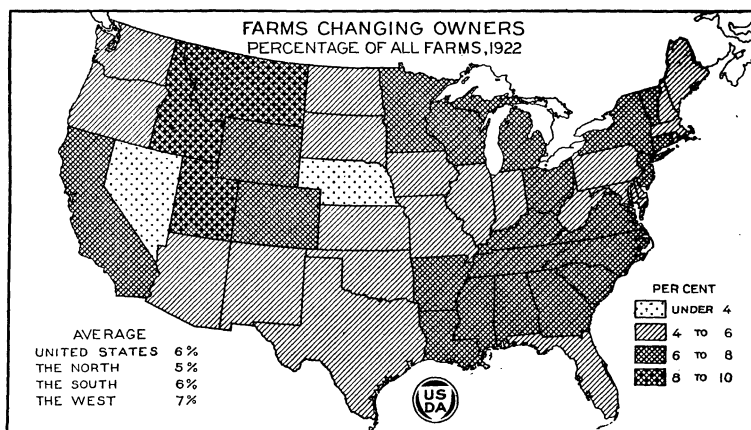 FARMS CHANGING OWNERS
PERCENTAGE OF ALL FARMS, 1922
AVERAGE
UNITED STATES 6%
THE NORTH 5%
THE SOUTH 6%
THE WEST 7%
US
DA
PER CENT
UNDER 4
4 TO 6
6 TO 8
8 TO 10